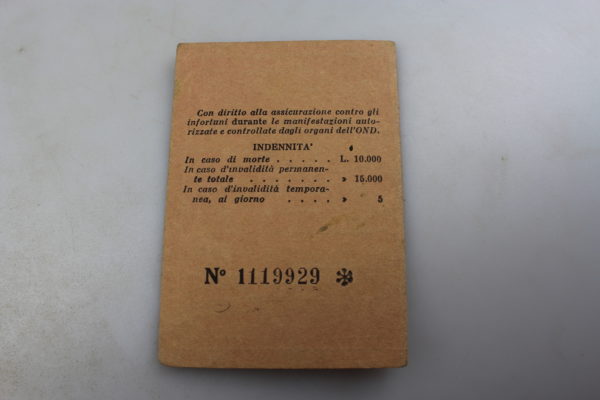 Con diritto alla assicurazione contro gli
infortuni durante le manifestazioni auto-
rizzate e controllate dagli organi dell'OND.
INDENNITA'
In caso di morte . . . . . L. 10.000
In caso d'invalidità permanen-
te totale . . . . . . . » 15.000
In caso d'invalidità tempora-
nea, al giorno . . . . » 5
N° 1119929 ✻